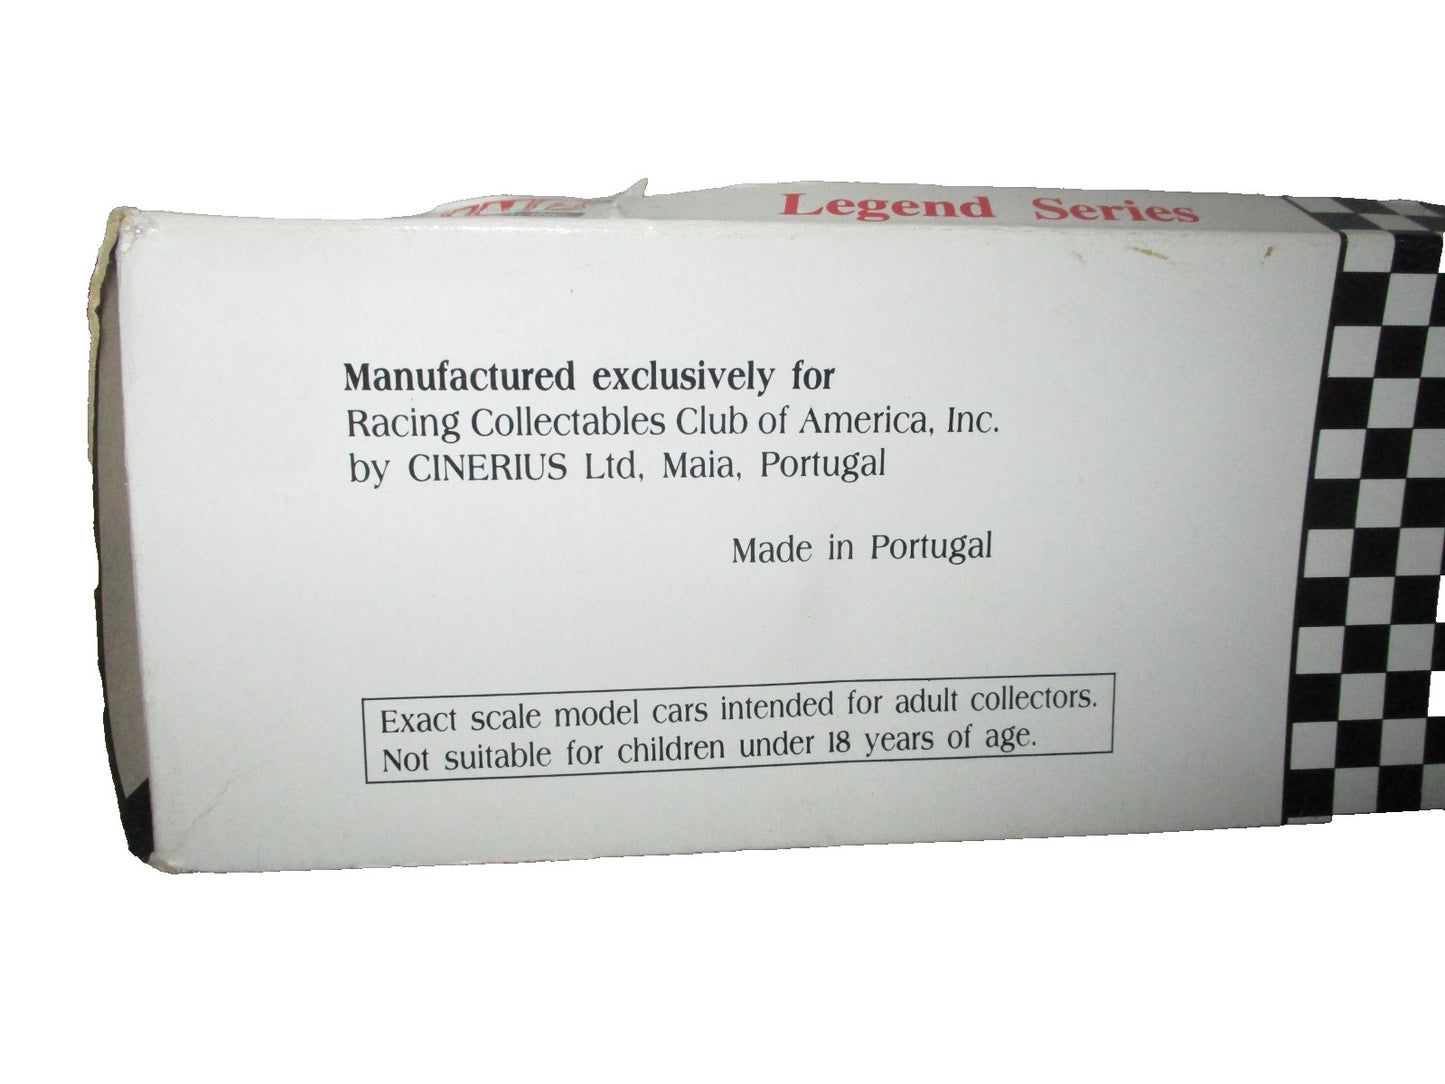 Legend Series
Manufactured exclusively for
Racing Collectables Club of America, Inc.
by CINERIUS Ltd, Maia, Portugal
Made in Portugal
Exact scale model cars intended for adult collectors.
Not suitable for children under 18 years of age.